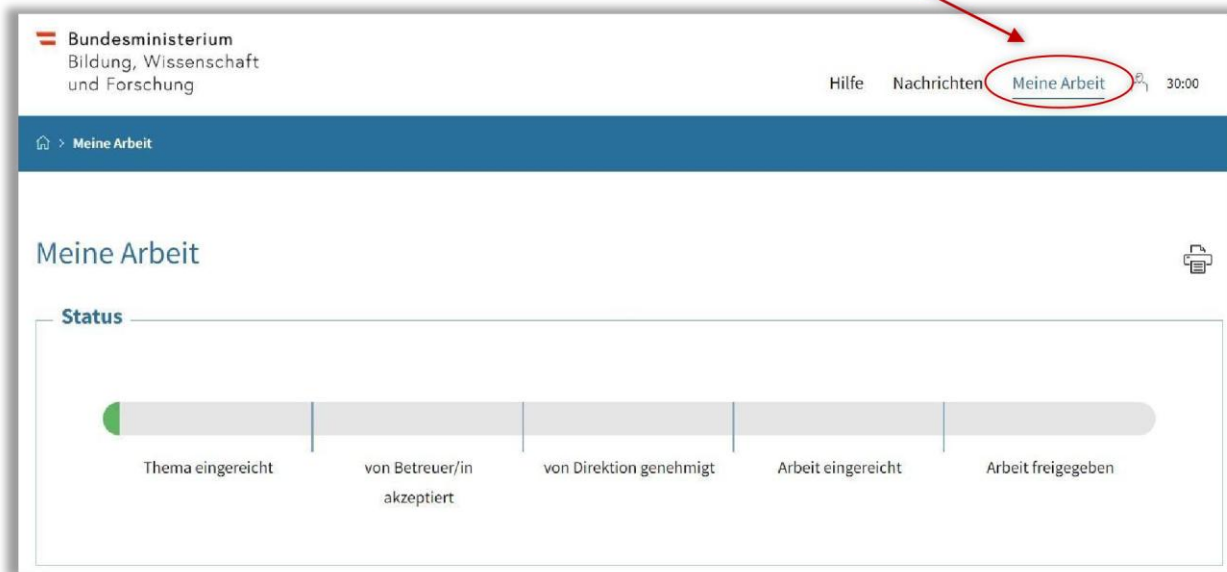 Bundesministerium
Bildung, Wissenschaft
und Forschung
Hilfe Nachrichten Meine Arbeit 30:00
> Meine Arbeit
Meine Arbeit
Status
Thema eingereicht
von Betreuer/in
akzeptiert
von Direktion genehmigt
Arbeit eingereicht
Arbeit freigegeben